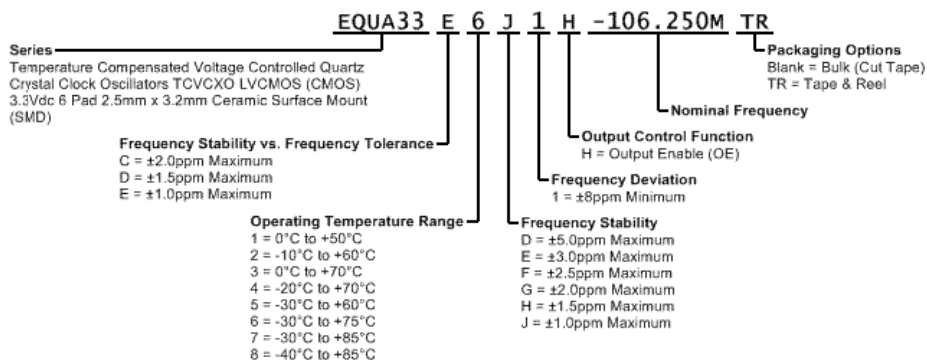 EQUA33 E 6 J 1 H -106.250M TR
Series
Temperature Compensated Voltage Controlled Quartz
Crystal Clock Oscillators TCVCXO LVCMOS (CMOS)
3.3Vdc 6 Pad 2.5mm x 3.2mm Ceramic Surface Mount
(SMD)
Packaging Options
Blank = Bulk (Cut Tape)
TR = Tape & Reel
Nominal Frequency
Frequency Stability vs. Frequency Tolerance
C = ±2.0ppm Maximum
D = ±1.5ppm Maximum
E = ±1.0ppm Maximum
Output Control Function
H = Output Enable (OE)
Frequency Deviation
1 = ±8ppm Minimum
Operating Temperature Range
1 = 0°C to +50°C
2 = -10°C to +60°C
3 = 0°C to +70°C
4 = -20°C to +70°C
5 = -30°C to +60°C
6 = -30°C to +75°C
7 = -30°C to +85°C
8 = -40°C to +85°C
Frequency Stability
D = ±5.0ppm Maximum
E = ±3.0ppm Maximum
F = ±2.5ppm Maximum
G = ±2.0ppm Maximum
H = ±1.5ppm Maximum
J = ±1.0ppm Maximum